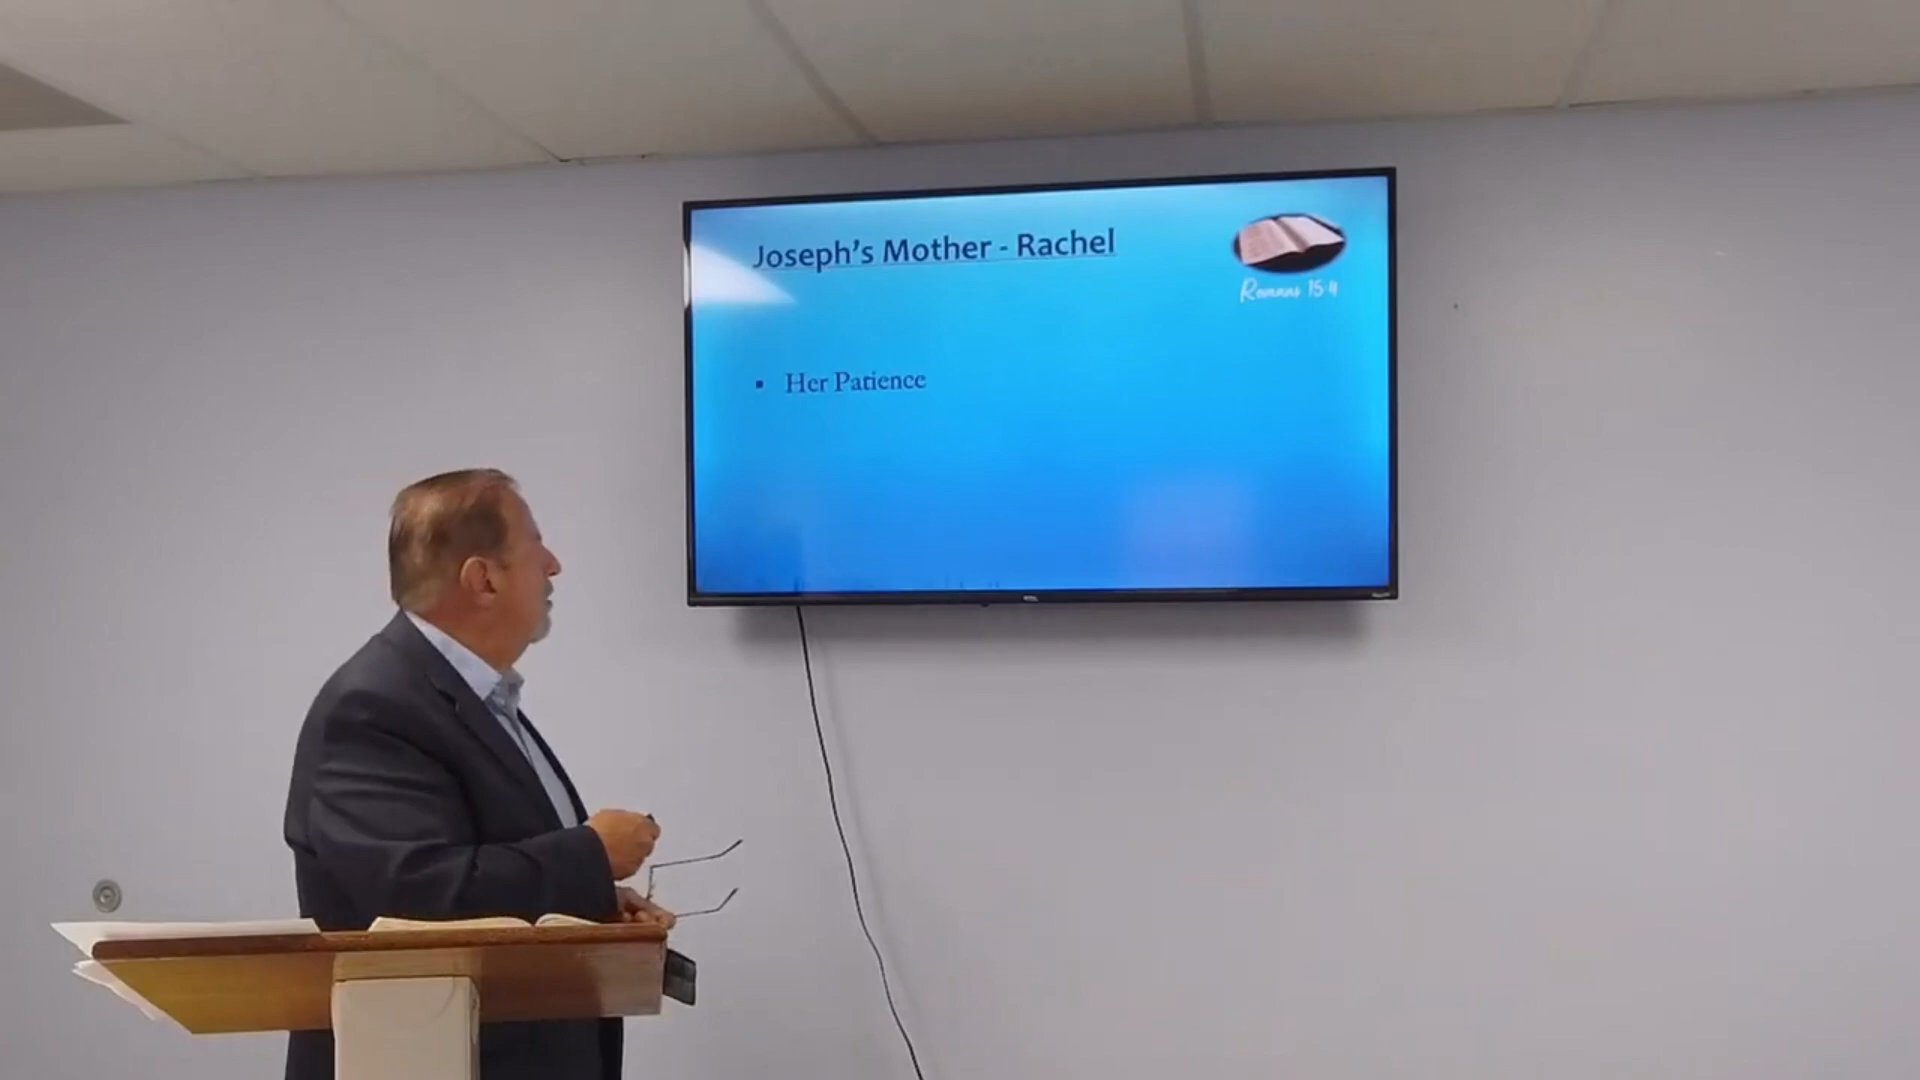 Joseph's Mother - Rachel
Romans 15:4
▪ Her Patience